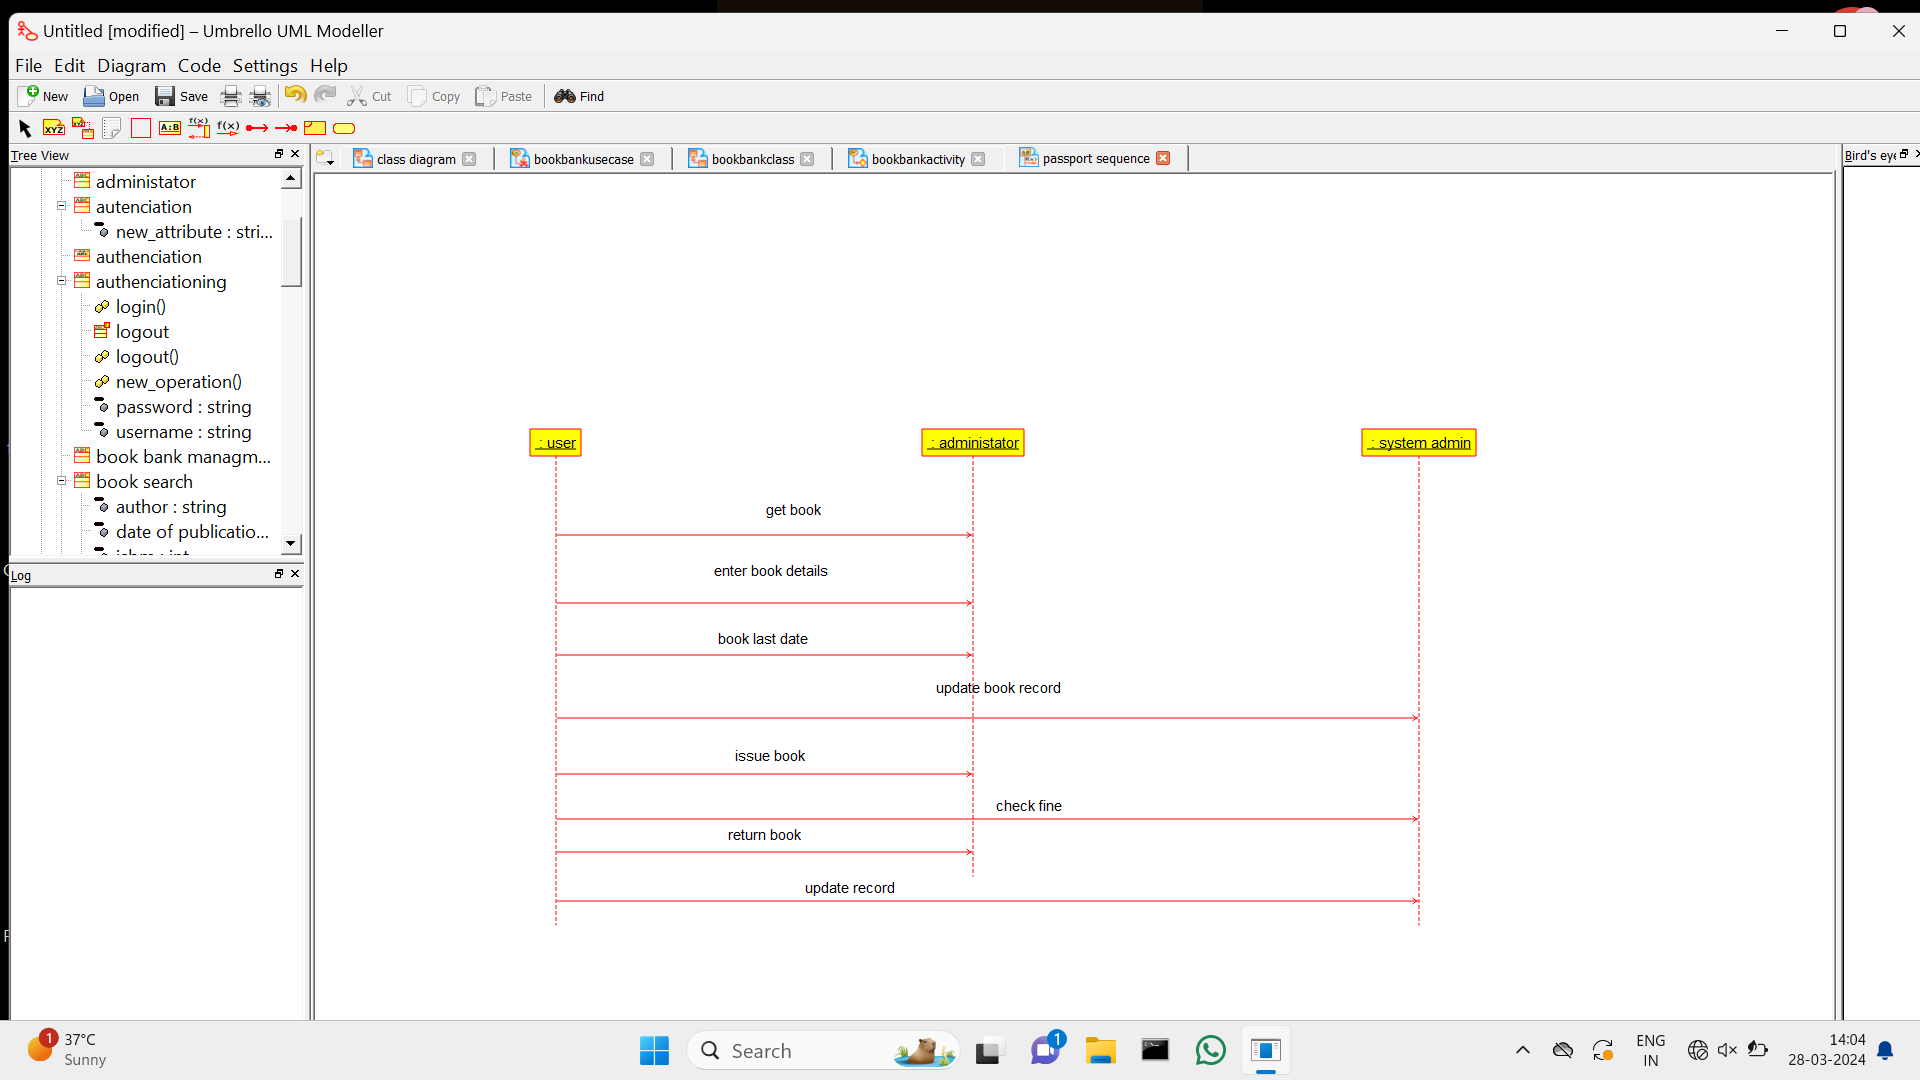 Untitled [modified] – Umbrello UML Modeller
File Edit Diagram Code Settings Help
New Open Save Cut Copy Paste Find
XYZ XYZ A:B f(x) f(x)
Tree View
class diagram bookbankusecase bookbankclass bookbankactivity passport sequence
Bird's eye
administator
autenciation
new_attribute : stri...
authenciation
authenciationing
login()
logout
logout()
new_operation()
password : string
username : string
book bank managm...
book search
author : string
date of publicatio...
Log
: user
: administator
: system admin
get book
enter book details
book last date
update book record
issue book
check fine
return book
update record
1
37°C
Sunny
Search
1
ENG
IN
14:04
28-03-2024